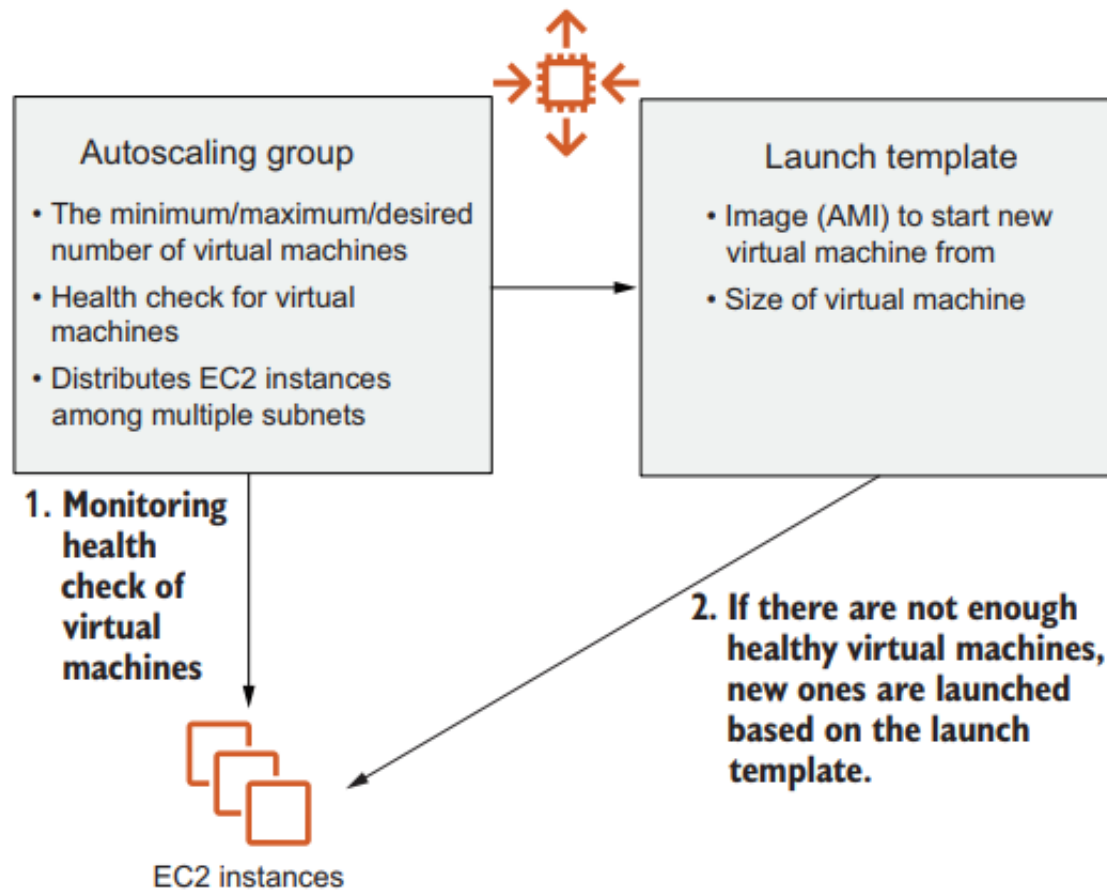 Autoscaling group
• The minimum/maximum/desired
number of virtual machines
• Health check for virtual
machines
• Distributes EC2 instances
among multiple subnets
Launch template
• Image (AMI) to start new
virtual machine from
• Size of virtual machine
1. Monitoring
health
check of
virtual
machines
2. If there are not enough
healthy virtual machines,
new ones are launched
based on the launch
template.
EC2 instances